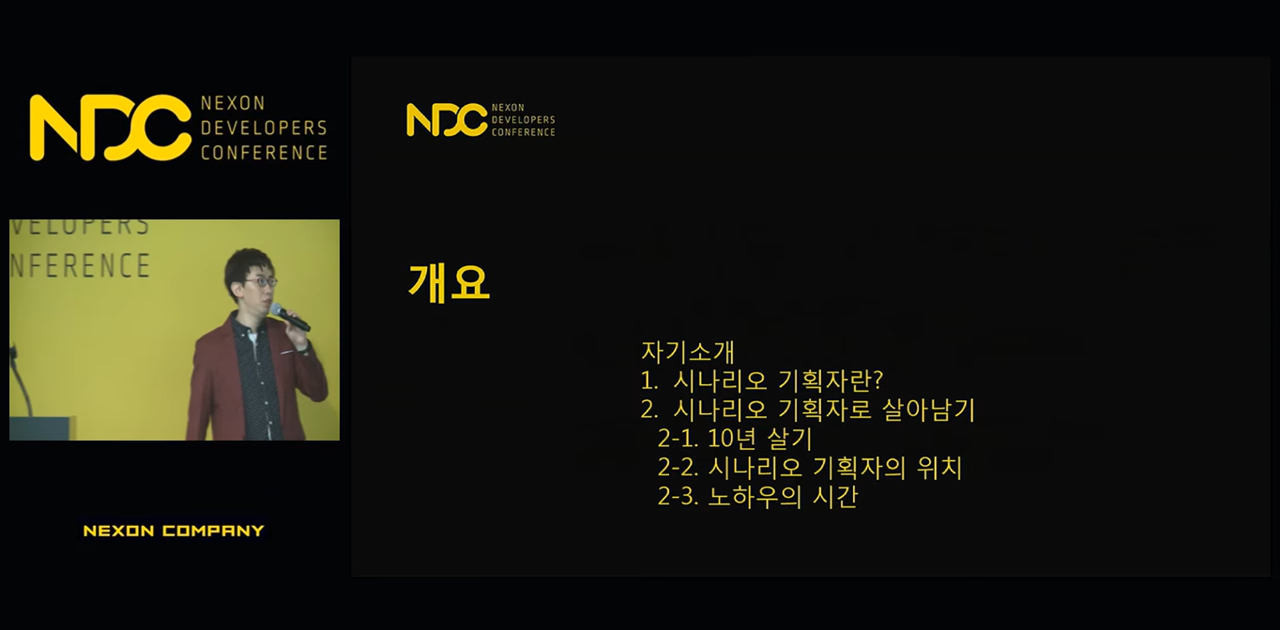 NDC
NEXON
DEVELOPERS
CONFERENCE
VELOPERS
NFERENCE
NEXON COMPANY
NDC
NEXON
DEVELOPERS
CONFERENCE
개요
자기소개
1. 시나리오 기획자란?
2. 시나리오 기획자로 살아남기
2-1. 10년 살기
2-2. 시나리오 기획자의 위치
2-3. 노하우의 시간